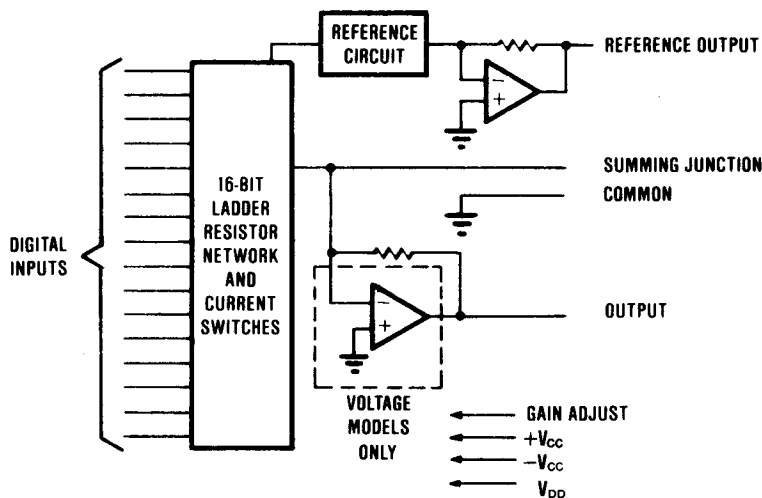 REFERENCE
CIRCUIT
REFERENCE OUTPUT
SUMMING JUNCTION
COMMON
16-BIT
LADDER
RESISTOR
NETWORK
AND
CURRENT
SWITCHES
DIGITAL
INPUTS
−
+
−
+
OUTPUT
VOLTAGE
MODELS
ONLY
GAIN ADJUST
+VCC
−VCC
VDD